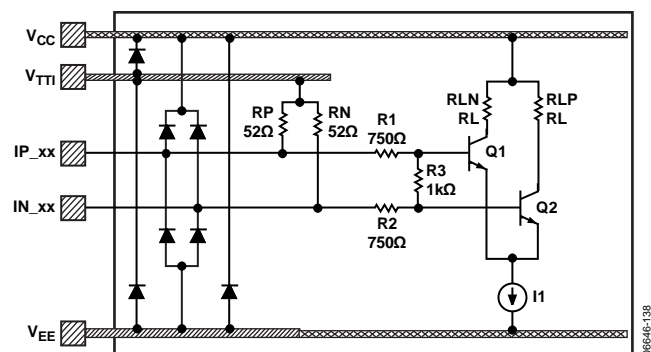 VCC
VTTI
RLN
RL
RLP
RL
RP
52Ω
RN
52Ω
R1
750Ω
IP_xx
Q1
R3
1kΩ
IN_xx
Q2
R2
750Ω
I1
VEE
06646-138